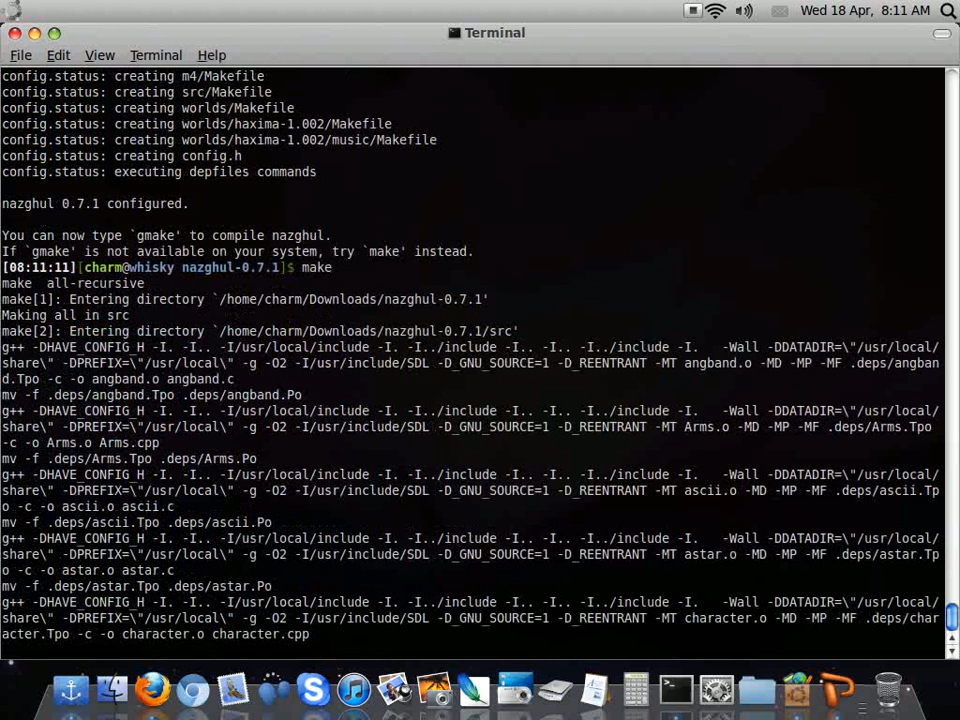 Wed 18 Apr, 8:11 AM
Terminal
File Edit View Terminal Help
config.status: creating m4/Makefile
config.status: creating src/Makefile
config.status: creating worlds/Makefile
config.status: creating worlds/haxima-1.002/Makefile
config.status: creating worlds/haxima-1.002/music/Makefile
config.status: creating config.h
config.status: executing depfiles commands
nazghul 0.7.1 configured.
You can now type `gmake' to compile nazghul.
If `gmake' is not available on your system, try `make' instead.
[08:11:11][charm@whisky nazghul-0.7.1]$ make
make  all-recursive
make[1]: Entering directory `/home/charm/Downloads/nazghul-0.7.1'
Making all in src
make[2]: Entering directory `/home/charm/Downloads/nazghul-0.7.1/src'
g++ -DHAVE_CONFIG_H -I. -I.. -I/usr/local/include -I. -I../include -I.. -I../include -I.   -Wall -DDATADIR=\"/usr/local/
share\" -DPREFIX=\"/usr/local\" -g -O2 -I/usr/include/SDL -D_GNU_SOURCE=1 -D_REENTRANT -MT angband.o -MD -MP -MF .deps/angban
d.Tpo -c -o angband.o angband.c
mv -f .deps/angband.Tpo .deps/angband.Po
g++ -DHAVE_CONFIG_H -I. -I.. -I/usr/local/include -I. -I../include -I.. -I../include -I.   -Wall -DDATADIR=\"/usr/local/
share\" -DPREFIX=\"/usr/local\" -g -O2 -I/usr/include/SDL -D_GNU_SOURCE=1 -D_REENTRANT -MT Arms.o -MD -MP -MF .deps/Arms.Tpo
-c -o Arms.o Arms.cpp
mv -f .deps/Arms.Tpo .deps/Arms.Po
g++ -DHAVE_CONFIG_H -I. -I.. -I/usr/local/include -I. -I../include -I.. -I../include -I.   -Wall -DDATADIR=\"/usr/local/
share\" -DPREFIX=\"/usr/local\" -g -O2 -I/usr/include/SDL -D_GNU_SOURCE=1 -D_REENTRANT -MT ascii.o -MD -MP -MF .deps/ascii.Tp
o -c -o ascii.o ascii.c
mv -f .deps/ascii.Tpo .deps/ascii.Po
g++ -DHAVE_CONFIG_H -I. -I.. -I/usr/local/include -I. -I../include -I.. -I../include -I.   -Wall -DDATADIR=\"/usr/local/
share\" -DPREFIX=\"/usr/local\" -g -O2 -I/usr/include/SDL -D_GNU_SOURCE=1 -D_REENTRANT -MT astar.o -MD -MP -MF .deps/astar.Tp
o -c -o astar.o astar.c
mv -f .deps/astar.Tpo .deps/astar.Po
g++ -DHAVE_CONFIG_H -I. -I.. -I/usr/local/include -I. -I../include -I.. -I../include -I.   -Wall -DDATADIR=\"/usr/local/
share\" -DPREFIX=\"/usr/local\" -g -O2 -I/usr/include/SDL -D_GNU_SOURCE=1 -D_REENTRANT -MT character.o -MD -MP -MF .deps/char
acter.Tpo -c -o character.o character.cpp